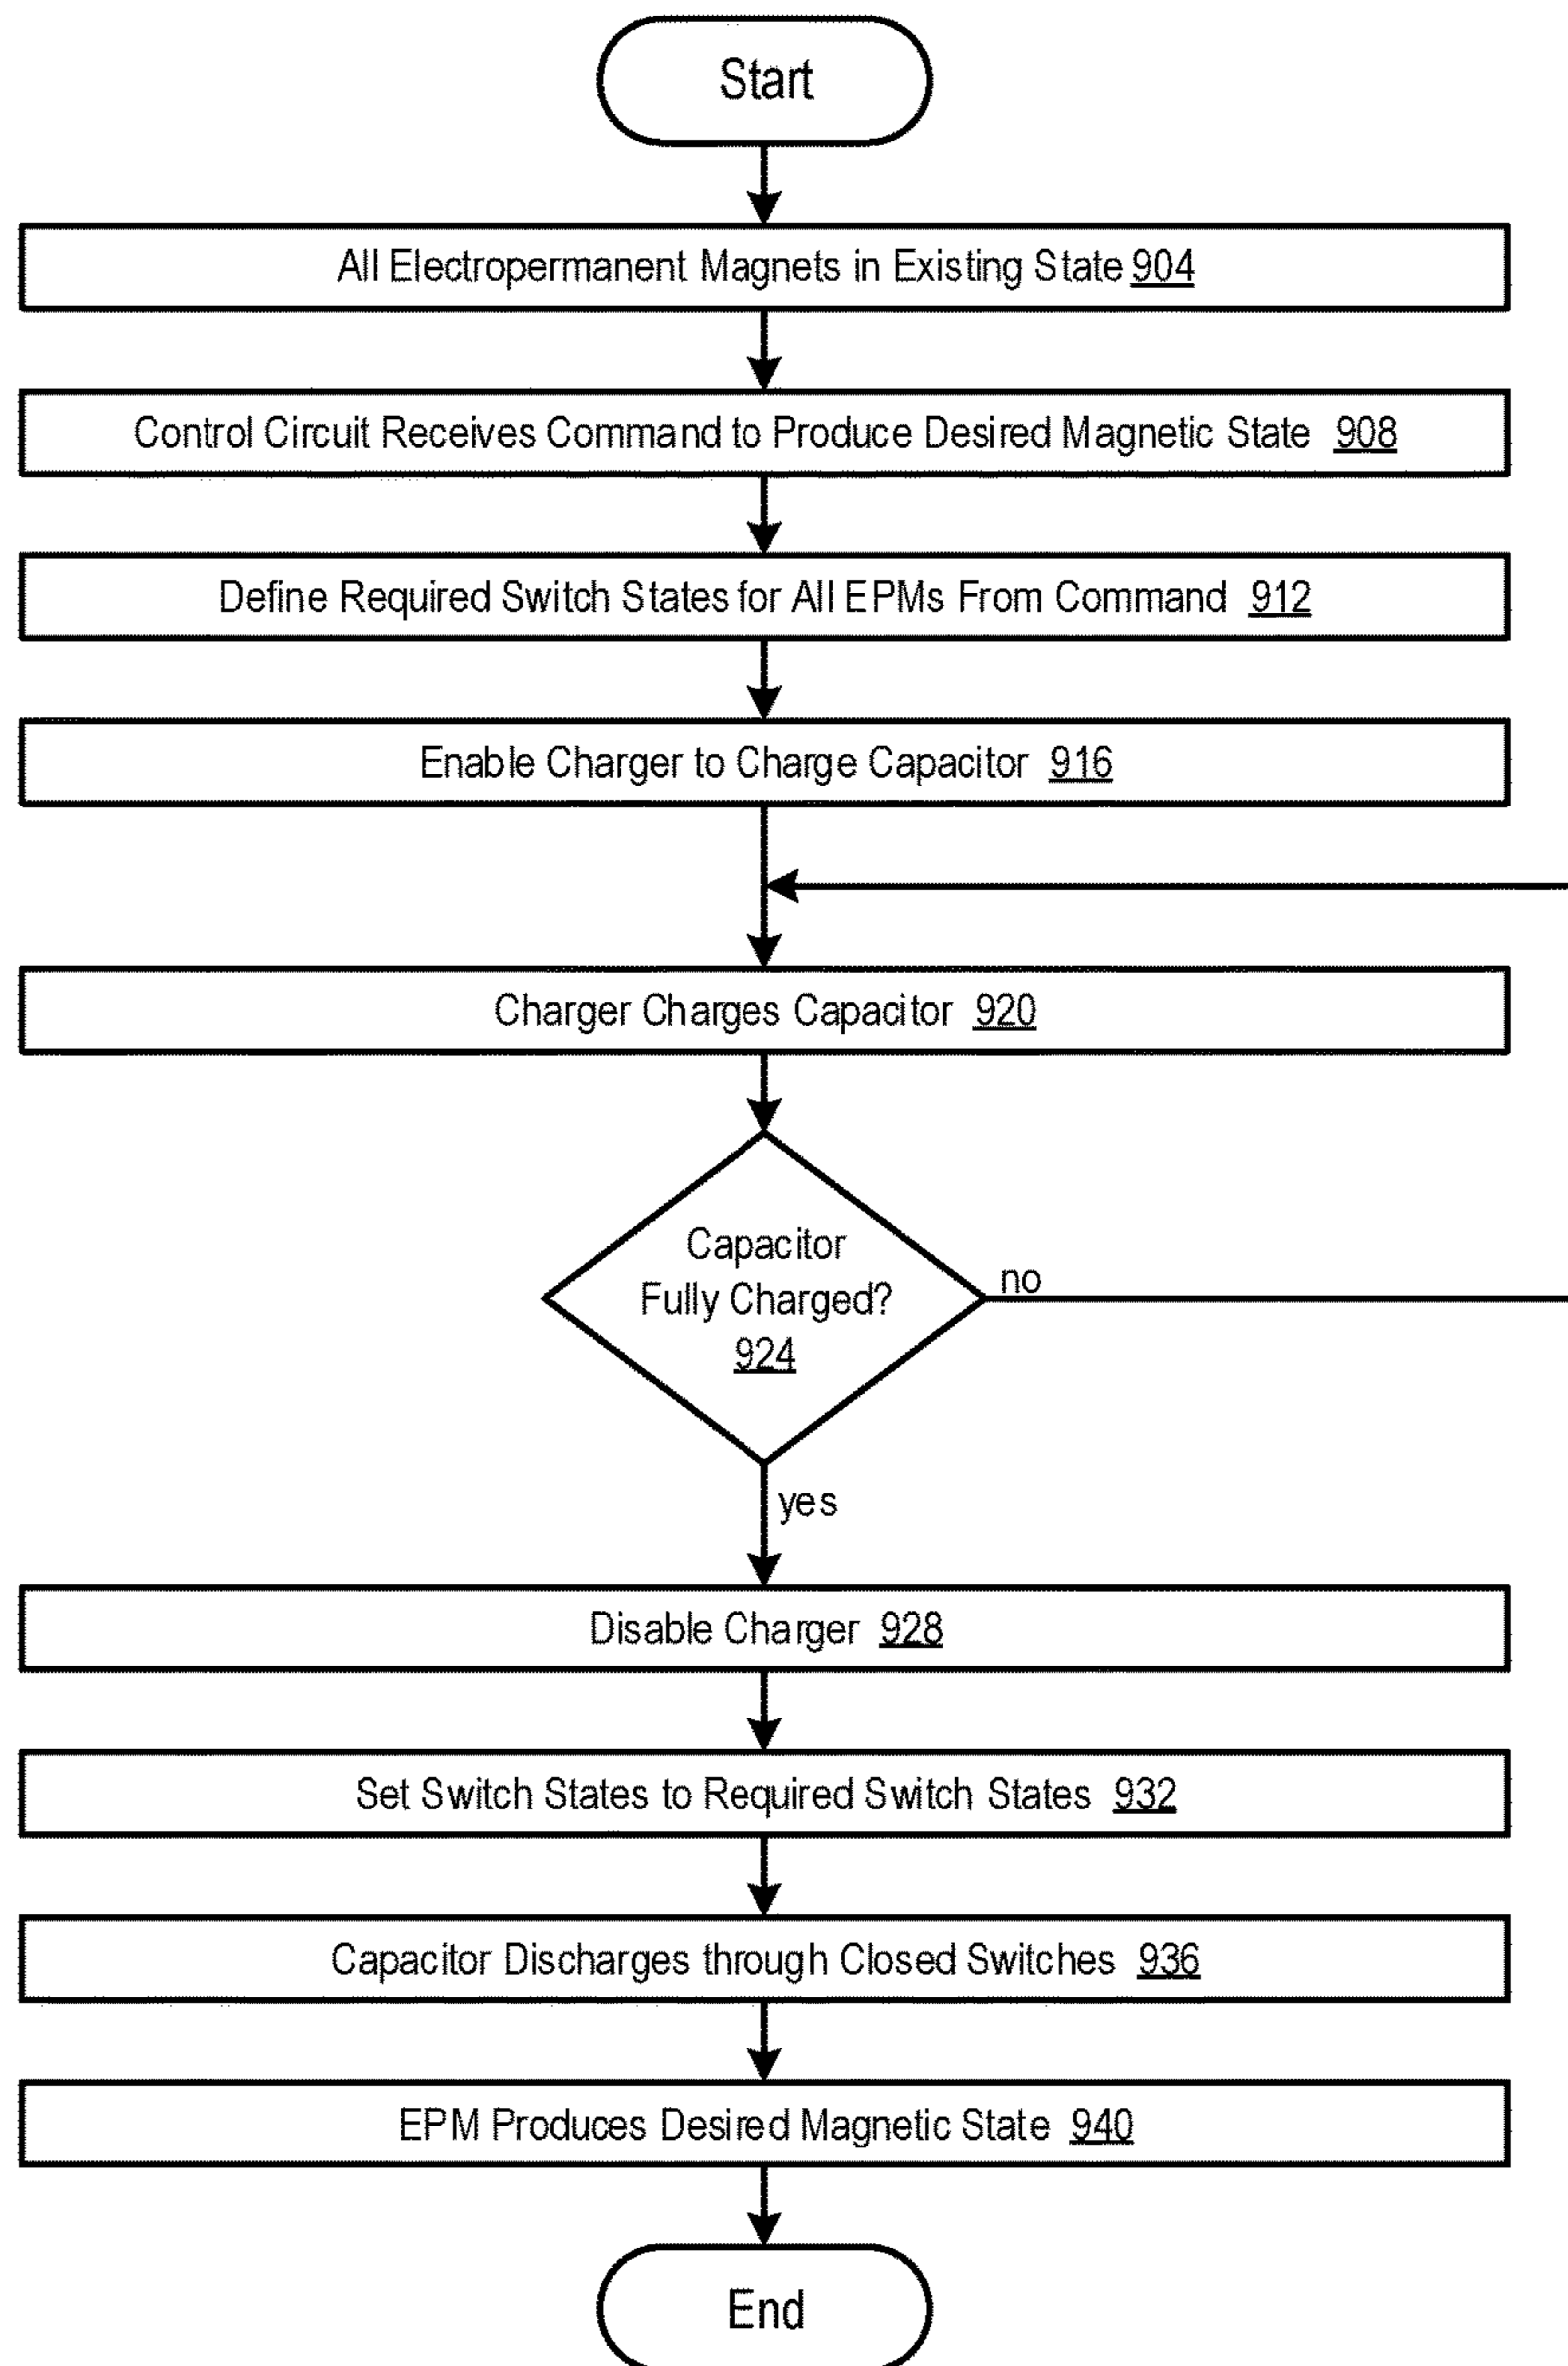 Start
All Electropermanent Magnets in Existing State 904
Control Circuit Receives Command to Produce Desired Magnetic State 908
Define Required Switch States for All EPMs From Command 912
Enable Charger to Charge Capacitor 916
Charger Charges Capacitor 920
Capacitor
Fully Charged?
924
no
yes
Disable Charger 928
Set Switch States to Required Switch States 932
Capacitor Discharges through Closed Switches 936
EPM Produces Desired Magnetic State 940
End